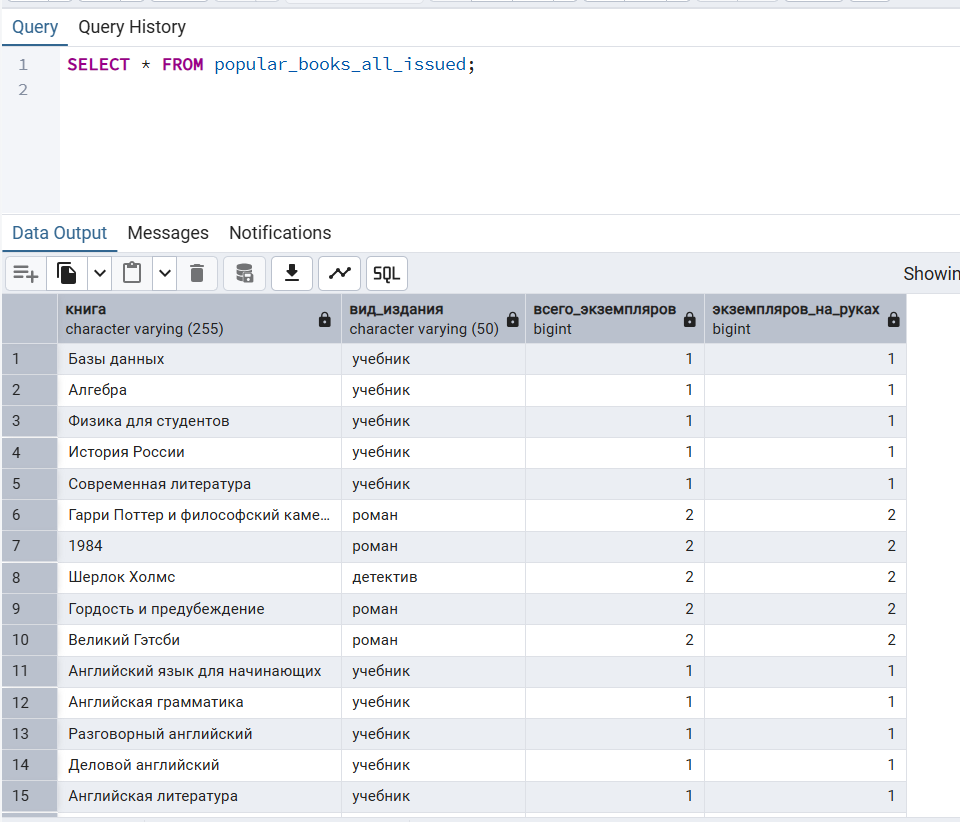 Query Query History
1 SELECT * FROM popular_books_all_issued;
2
Data Output Messages Notifications
SQL
книга вид_издания всего_экземпляров экземпляров_на_руках
character varying (255) character varying (50) bigint bigint
1 Базы данных учебник 1 1
2 Алгебра учебник 1 1
3 Физика для студентов учебник 1 1
4 История России учебник 1 1
5 Современная литература учебник 1 1
6 Гарри Поттер и философский каме... роман 2 2
7 1984 роман 2 2
8 Шерлок Холмс детектив 2 2
9 Гордость и предубеждение роман 2 2
10 Великий Гэтсби роман 2 2
11 Английский язык для начинающих учебник 1 1
12 Английская грамматика учебник 1 1
13 Разговорный английский учебник 1 1
14 Деловой английский учебник 1 1
15 Английская литература учебник 1 1